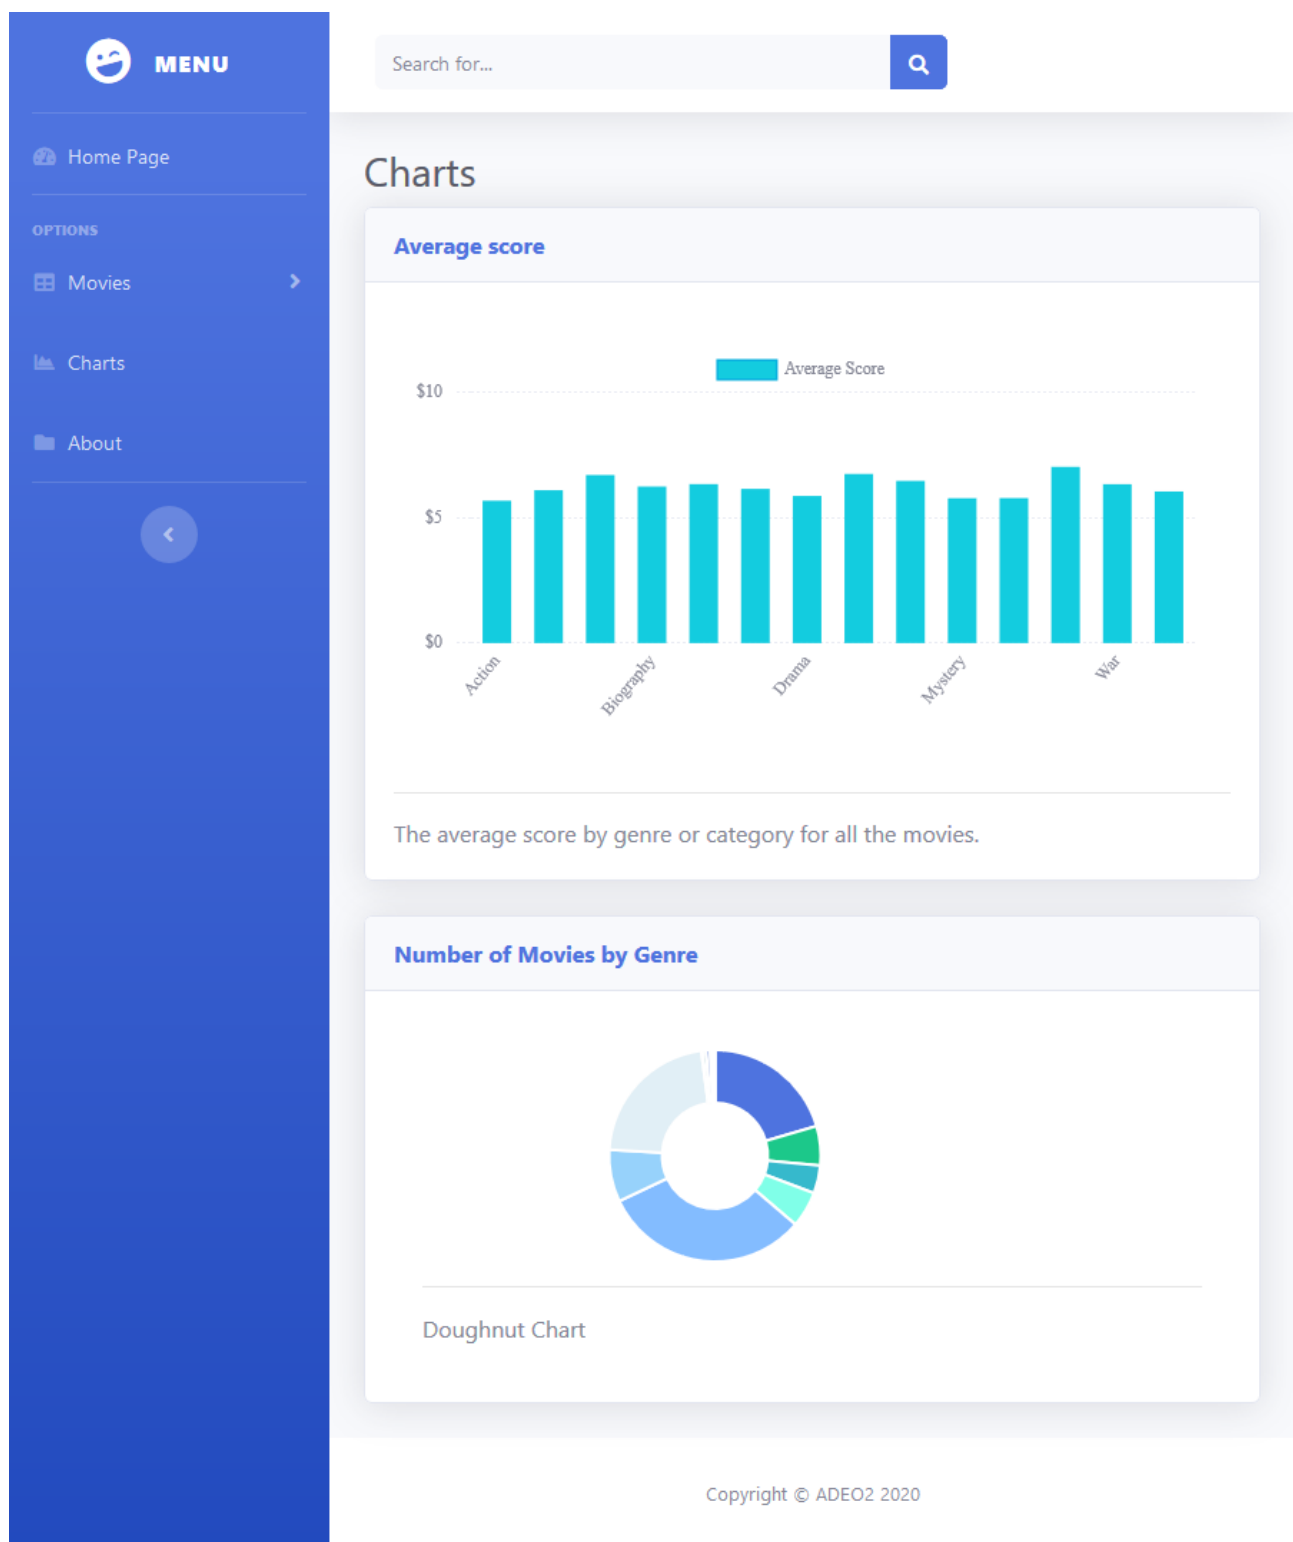 MENU
Search for...
Home Page
OPTIONS
Movies
Charts
About
Charts
Average score
Average Score
$10
$5
$0
Action
Biography
Drama
Mystery
War
The average score by genre or category for all the movies.
Number of Movies by Genre
Doughnut Chart
Copyright © ADEO2 2020